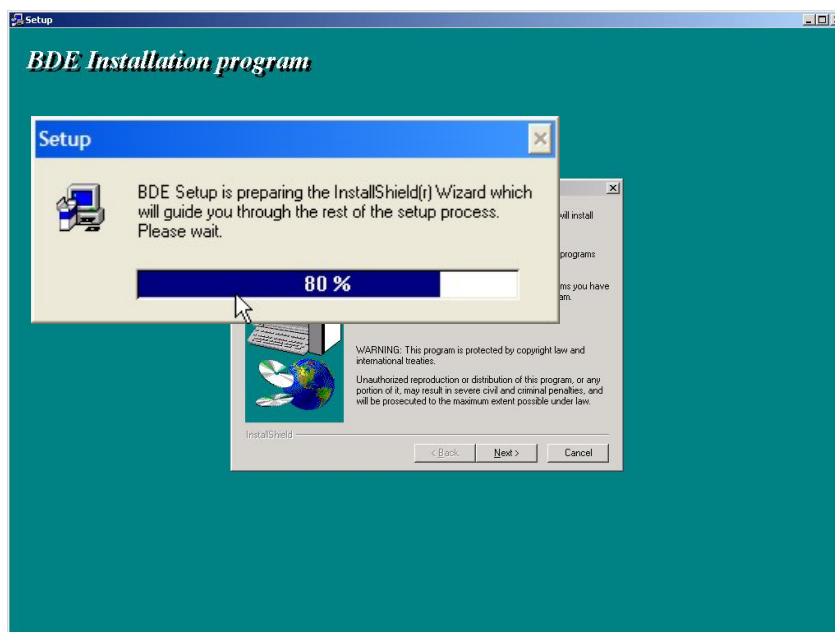 Setup
BDE Installation program
Setup
BDE Setup is preparing the InstallShield(r) Wizard which
will guide you through the rest of the setup process.
Please wait.
80 %
will install
programs
ms you have
am.
WARNING: This program is protected by copyright law and
international treaties.
Unauthorized reproduction or distribution of this program, or any
portion of it, may result in severe civil and criminal penalties, and
will be prosecuted to the maximum extent possible under law.
InstallShield
< Back
Next >
Cancel